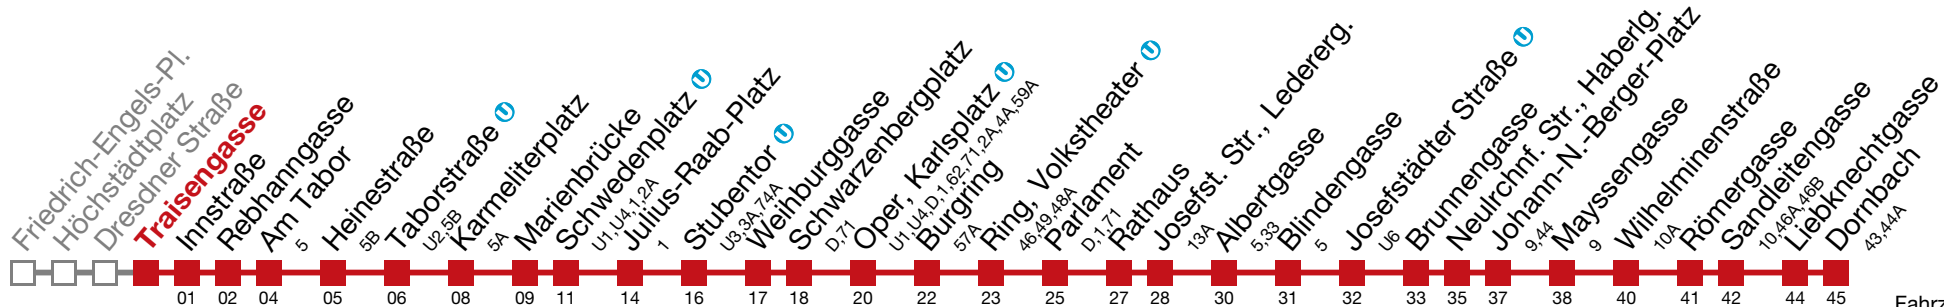 Friedrich-Engels-Pl.
Höchstädtplatz
Dresdner Straße
Traisengasse
Innstraße
01
Rebhanngasse
02
Am Tabor
04
5
Heinestraße
05
5B
Taborstraße U
06
U2,5B
Karmeliterplatz
08
5A
Marienbrücke
09
Schwedenplatz U
11
U1,U4,1,2A
Julius-Raab-Platz
14
1
Stubentor U
16
U3,3A,74A
Weihburggasse
17
Schwarzenbergplatz
18
D,71
Oper, Karlsplatz U
20
U1,U4,D,1,62,71,2A,4A,59A
Burgring
22
57A
Ring, Volkstheater U
23
46,49,48A
Parlament
25
D,1,71
Rathaus
27
Josefst. Str., Ledererg.
28
13A
Albertgasse
30
5,33
Blindengasse
31
5
Josefstädter Straße U
32
U6
Brunnengasse
33
Neulrchnf. Str., Haberlg.
35
Johann-N.-Berger-Platz
37
9,44
Mayssengasse
38
9
Wilhelminenstraße
40
10A
Römergasse
41
Sandleitengasse
42
10,46A,46B
Liebknechtgasse
44
Dornbach
45
43,44A
Fahrz